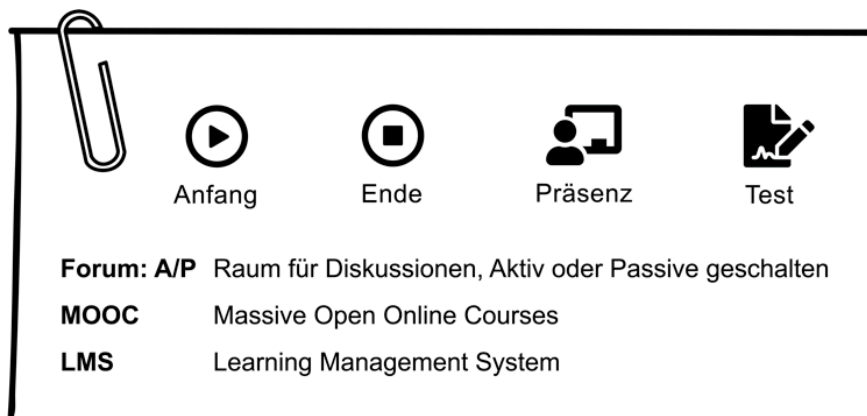 Anfang Ende Präsenz Test
Forum: A/P Raum für Diskussionen, Aktiv oder Passive geschalten
MOOC Massive Open Online Courses
LMS Learning Management System